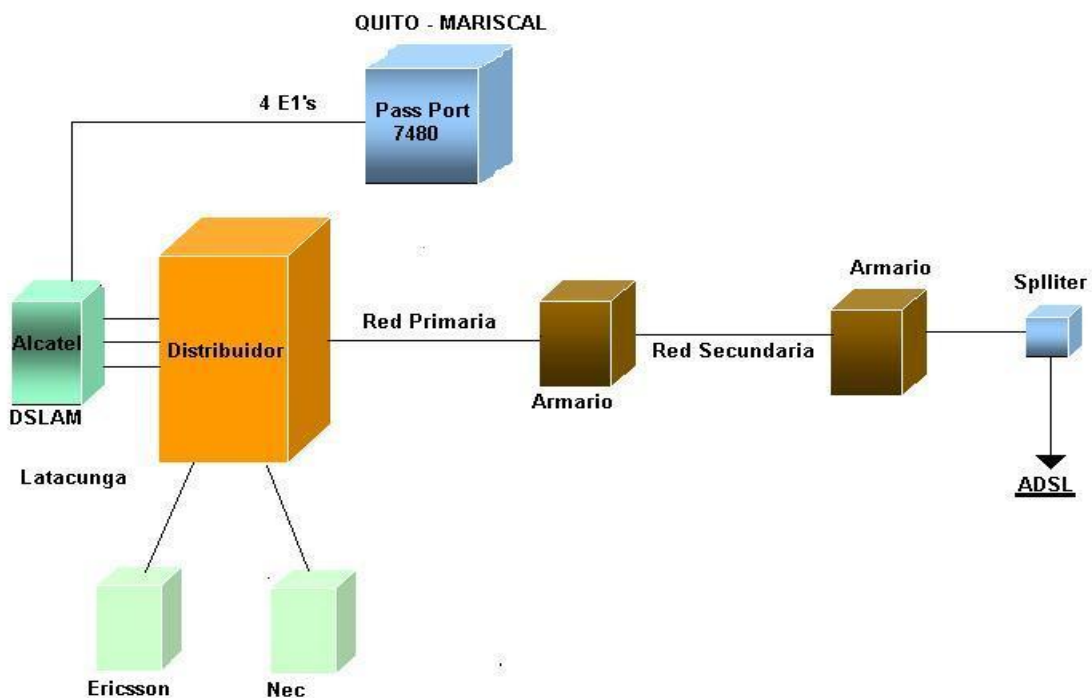 QUITO - MARISCAL
4 E1's
Pass Port
7480
Armario
Splliter
Alcatel
Distribuidor
Red Primaria
Red Secundaria
Armario
DSLAM
Latacunga
ADSL
Ericsson
Nec